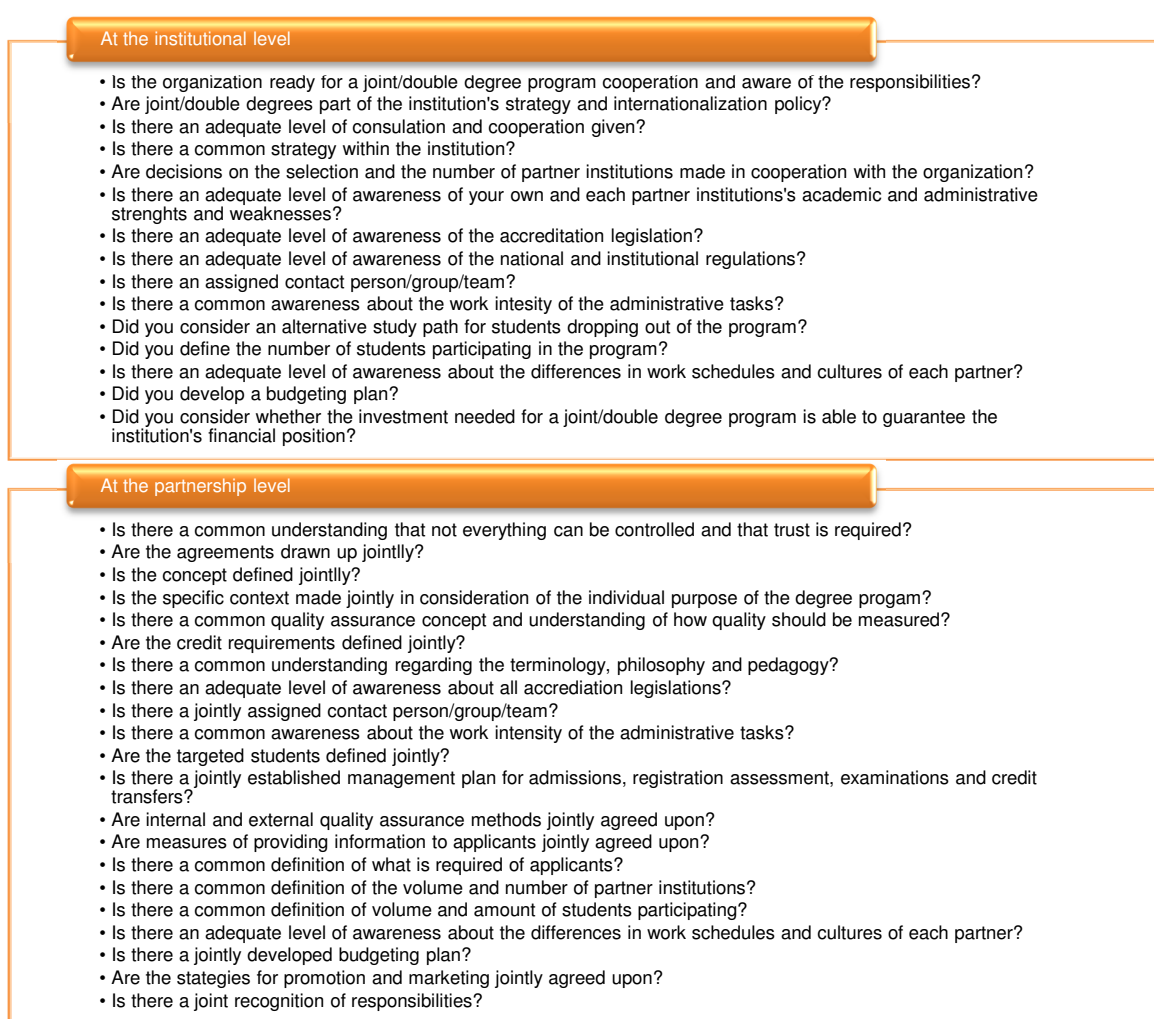 At the institutional level
• Is the organization ready for a joint/double degree program cooperation and aware of the responsibilities?
• Are joint/double degrees part of the institution's strategy and internationalization policy?
• Is there an adequate level of consulation and cooperation given?
• Is there a common strategy within the institution?
• Are decisions on the selection and the number of partner institutions made in cooperation with the organization?
• Is there an adequate level of awareness of your own and each partner institutions's academic and administrative
strenghts and weaknesses?
• Is there an adequate level of awareness of the accreditation legislation?
• Is there an adequate level of awareness of the national and institutional regulations?
• Is there an assigned contact person/group/team?
• Is there a common awareness about the work intesity of the administrative tasks?
• Did you consider an alternative study path for students dropping out of the program?
• Did you define the number of students participating in the program?
• Is there an adequate level of awareness about the differences in work schedules and cultures of each partner?
• Did you develop a budgeting plan?
• Did you consider whether the investment needed for a joint/double degree program is able to guarantee the
institution's financial position?
At the partnership level
• Is there a common understanding that not everything can be controlled and that trust is required?
• Are the agreements drawn up jointlly?
• Is the concept defined jointlly?
• Is the specific context made jointly in consideration of the individual purpose of the degree progam?
• Is there a common quality assurance concept and understanding of how quality should be measured?
• Are the credit requirements defined jointly?
• Is there a common understanding regarding the terminology, philosophy and pedagogy?
• Is there an adequate level of awareness about all accrediation legislations?
• Is there a jointly assigned contact person/group/team?
• Is there a common awareness about the work intensity of the administrative tasks?
• Are the targeted students defined jointly?
• Is there a jointly established management plan for admissions, registration assessment, examinations and credit
transfers?
• Are internal and external quality assurance methods jointly agreed upon?
• Are measures of providing information to applicants jointly agreed upon?
• Is there a common definition of what is required of applicants?
• Is there a common definition of the volume and number of partner institutions?
• Is there a common definition of volume and amount of students participating?
• Is there an adequate level of awareness about the differences in work schedules and cultures of each partner?
• Is there a jointly developed budgeting plan?
• Are the stategies for promotion and marketing jointly agreed upon?
• Is there a joint recognition of responsibilities?